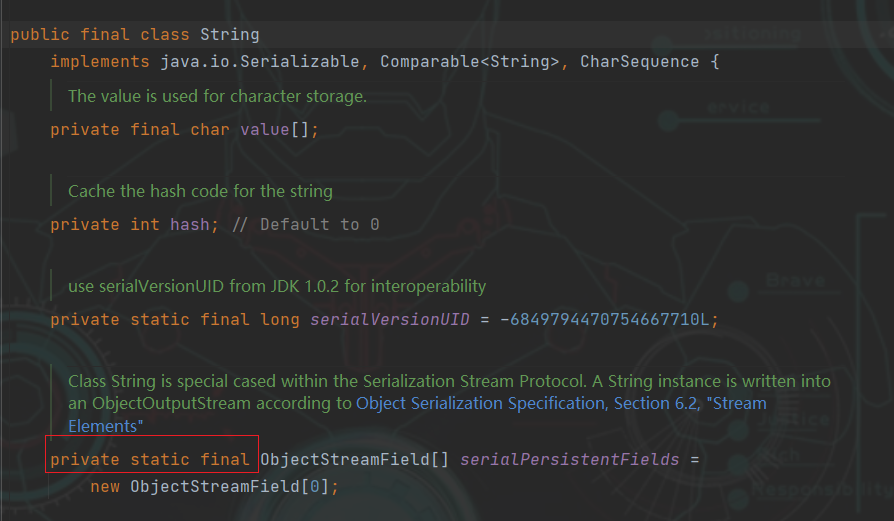 public final class String
implements java.io.Serializable, Comparable<String>, CharSequence {
The value is used for character storage.
private final char value[];
Cache the hash code for the string
private int hash; // Default to 0
use serialVersionUID from JDK 1.0.2 for interoperability
private static final long serialVersionUID = -6849794470754667710L;
Class String is special cased within the Serialization Stream Protocol. A String instance is written into
an ObjectOutputStream according to Object Serialization Specification, Section 6.2, "Stream
Elements"
private static final ObjectStreamField[] serialPersistentFields =
new ObjectStreamField[0];
ervice
Brave
Justice
Responsibility